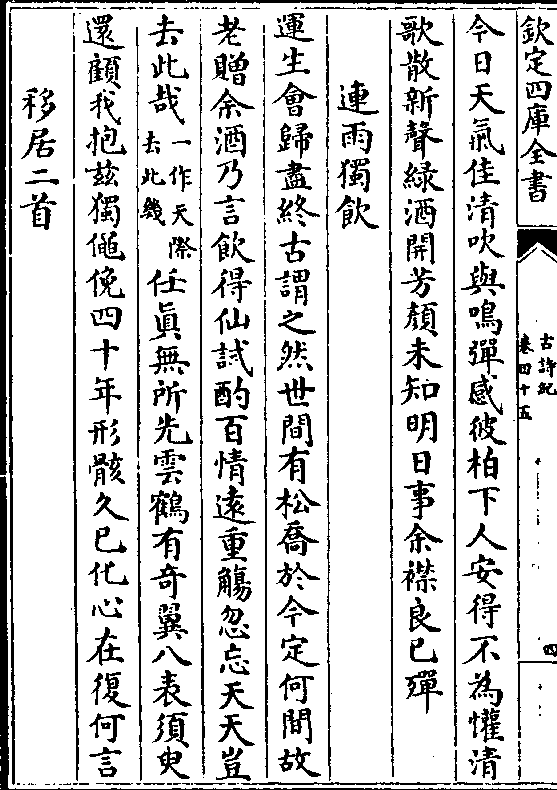 欽定四庫全書
古詩紀
卷四十五
四
今日天氣佳清吹與鳴彈感彼柏下人安得不為懽清
歌散新聲綠酒開芳顔未知明日事余襟良已殫
連雨獨飲
運生會歸盡終古謂之然世間有松喬於今定何間故
老贈余酒乃言飲得仙試酌百情遠重觴忽忘天天豈
去此哉一作天際去此幾任真無所先雲鶴有奇翼八表須臾
還顧我抱兹獨僶俛四十年形骸久已化心在復何言
移居二首